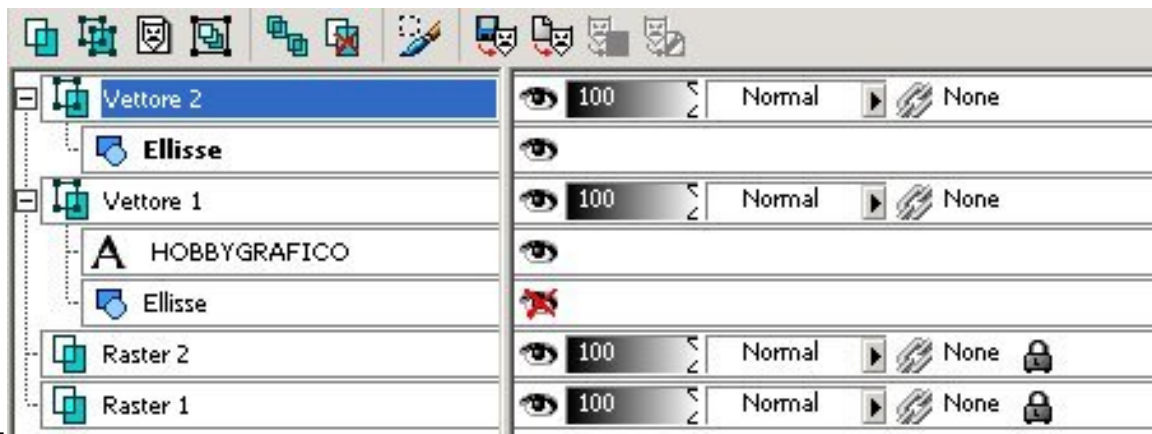 Vettore 2 100 Normal None
Ellisse
Vettore 1 100 Normal None
A HOBBYGRAFICO
Ellisse
Raster 2 100 Normal None
Raster 1 100 Normal None